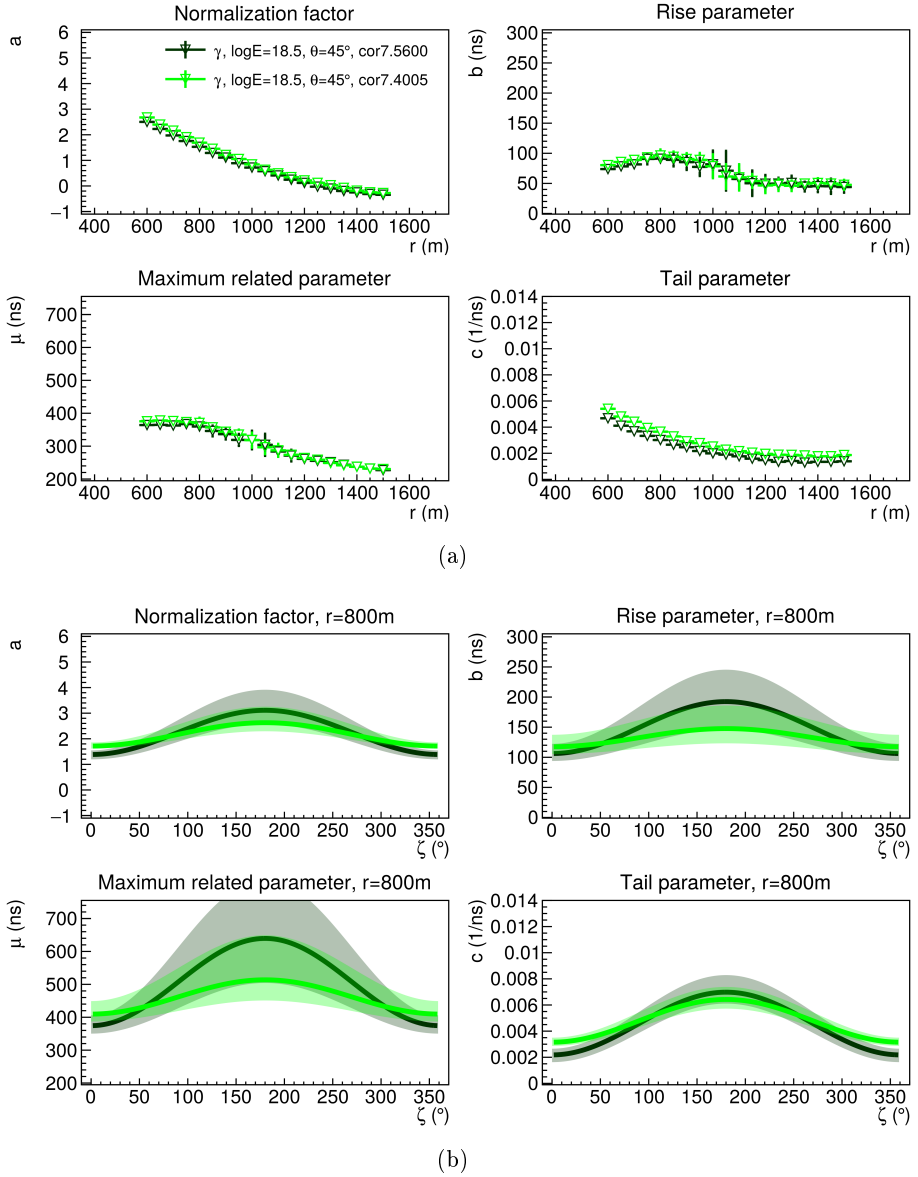 Normalization factor
a
6
5
4
3
2
1
0
−1
γ, logE=18.5, θ=45°, cor7.5600
γ, logE=18.5, θ=45°, cor7.4005
400 600 800 1000 1200 1400 1600
r (m)
Rise parameter
b (ns)
300
250
200
150
100
50
0
400 600 800 1000 1200 1400 1600
r (m)
Maximum related parameter
μ (ns)
700
600
500
400
300
200
400 600 800 1000 1200 1400 1600
r (m)
Tail parameter
c (1/ns)
0.014
0.012
0.01
0.008
0.006
0.004
0.002
0
400 600 800 1000 1200 1400 1600
r (m)
(a)
Normalization factor, r=800m
a
6
5
4
3
2
1
0
−1
0 50 100 150 200 250 300 350
ζ (°)
Rise parameter, r=800m
b (ns)
300
250
200
150
100
50
0
0 50 100 150 200 250 300 350
ζ (°)
Maximum related parameter, r=800m
μ (ns)
700
600
500
400
300
200
0 50 100 150 200 250 300 350
ζ (°)
Tail parameter, r=800m
c (1/ns)
0.014
0.012
0.01
0.008
0.006
0.004
0.002
0
0 50 100 150 200 250 300 350
ζ (°)
(b)